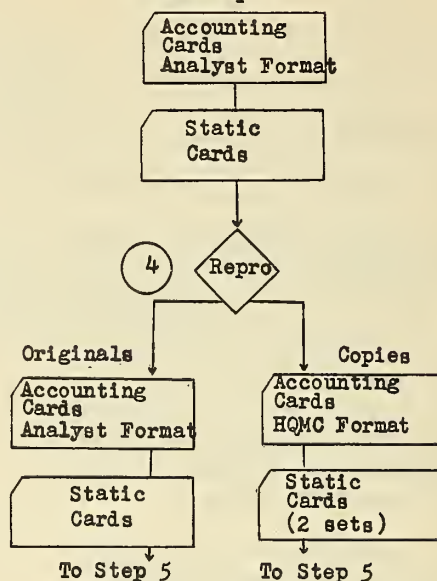 Accounting
Cards
Analyst Format
Static
Cards
4
Repro
Originals
Copies
Accounting
Cards
Analyst Format
Accounting
Cards
HQMC Format
Static
Cards
Static
Cards
(2 sets)
To Step 5
To Step 5